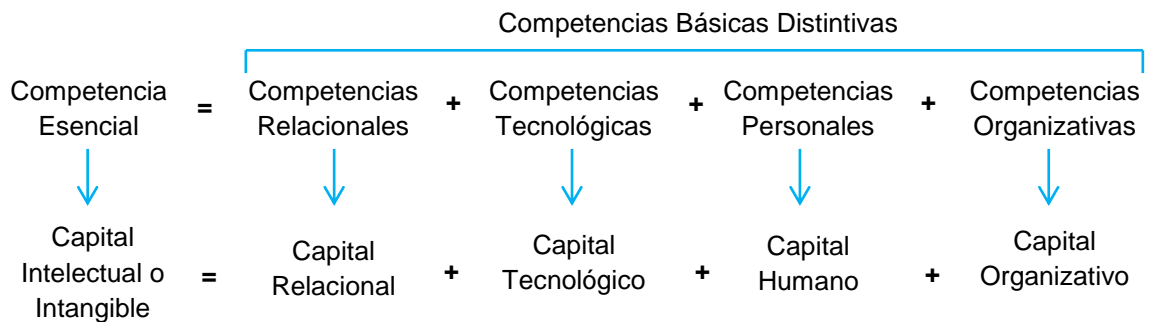 Competencias Básicas Distintivas
Competencia
Esencial
=
Competencias
Relacionales
+
Competencias
Tecnológicas
+
Competencias
Personales
+
Competencias
Organizativas
Capital
Intelectual o
Intangible
=
Capital
Relacional
+
Capital
Tecnológico
+
Capital
Humano
+
Capital
Organizativo